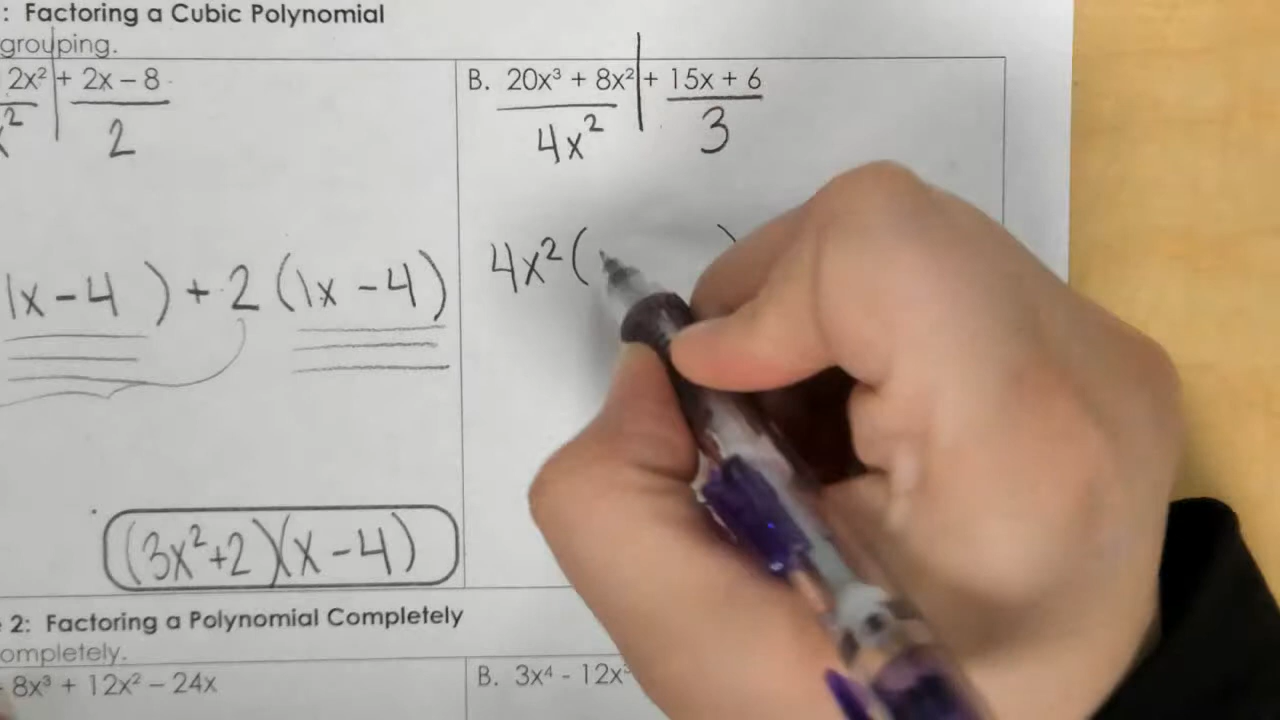 : Factoring a Cubic Polynomial
grouping.
2x² + 2x – 8
2
2
B. 20x³ + 8x² + 15x + 6
4x²
3
1x – 4 ) + 2 (1x – 4)
4x² ( )
(3x²+2)(x – 4)
2: Factoring a Polynomial Completely
ompletely.
8x³ + 12x² – 24x
B. 3x⁴ - 12x